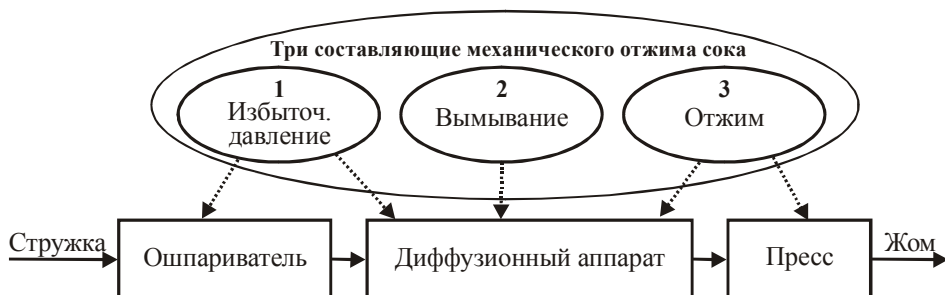 Три составляющие механического отжима сока
1
Избыточ.
давление
2
Вымывание
3
Отжим
Стружка
Ошпариватель
Диффузионный аппарат
Пресс
Жом